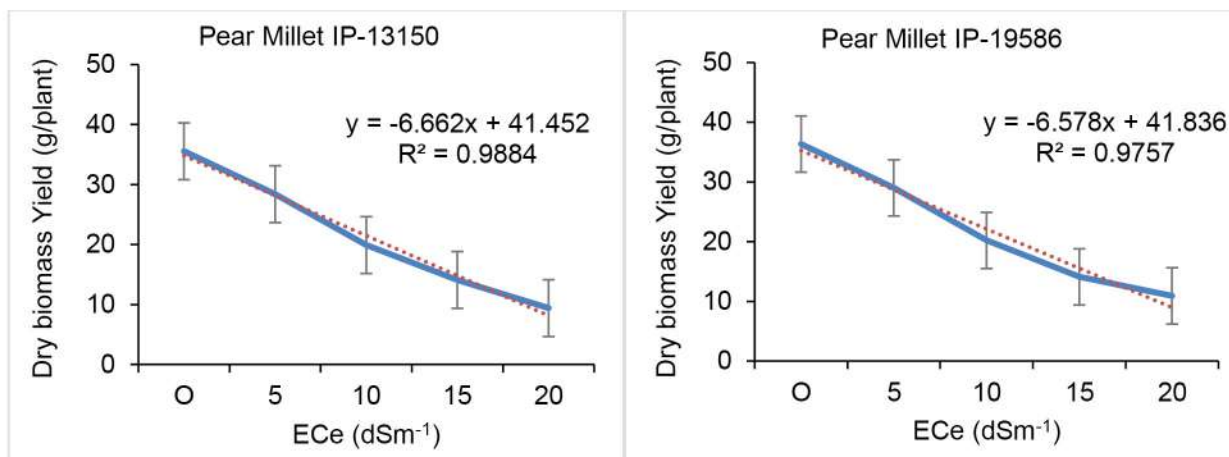 Pear Millet IP-13150
50
40
30
20
10
0
Dry biomass Yield (g/plant)
y = -6.662x + 41.452
R² = 0.9884
O 5 10 15 20
ECe (dSm⁻¹)
Pear Millet IP-19586
50
40
30
20
10
0
Dry biomass Yield (g/plant)
y = -6.578x + 41.836
R² = 0.9757
O 5 10 15 20
ECe (dSm⁻¹)